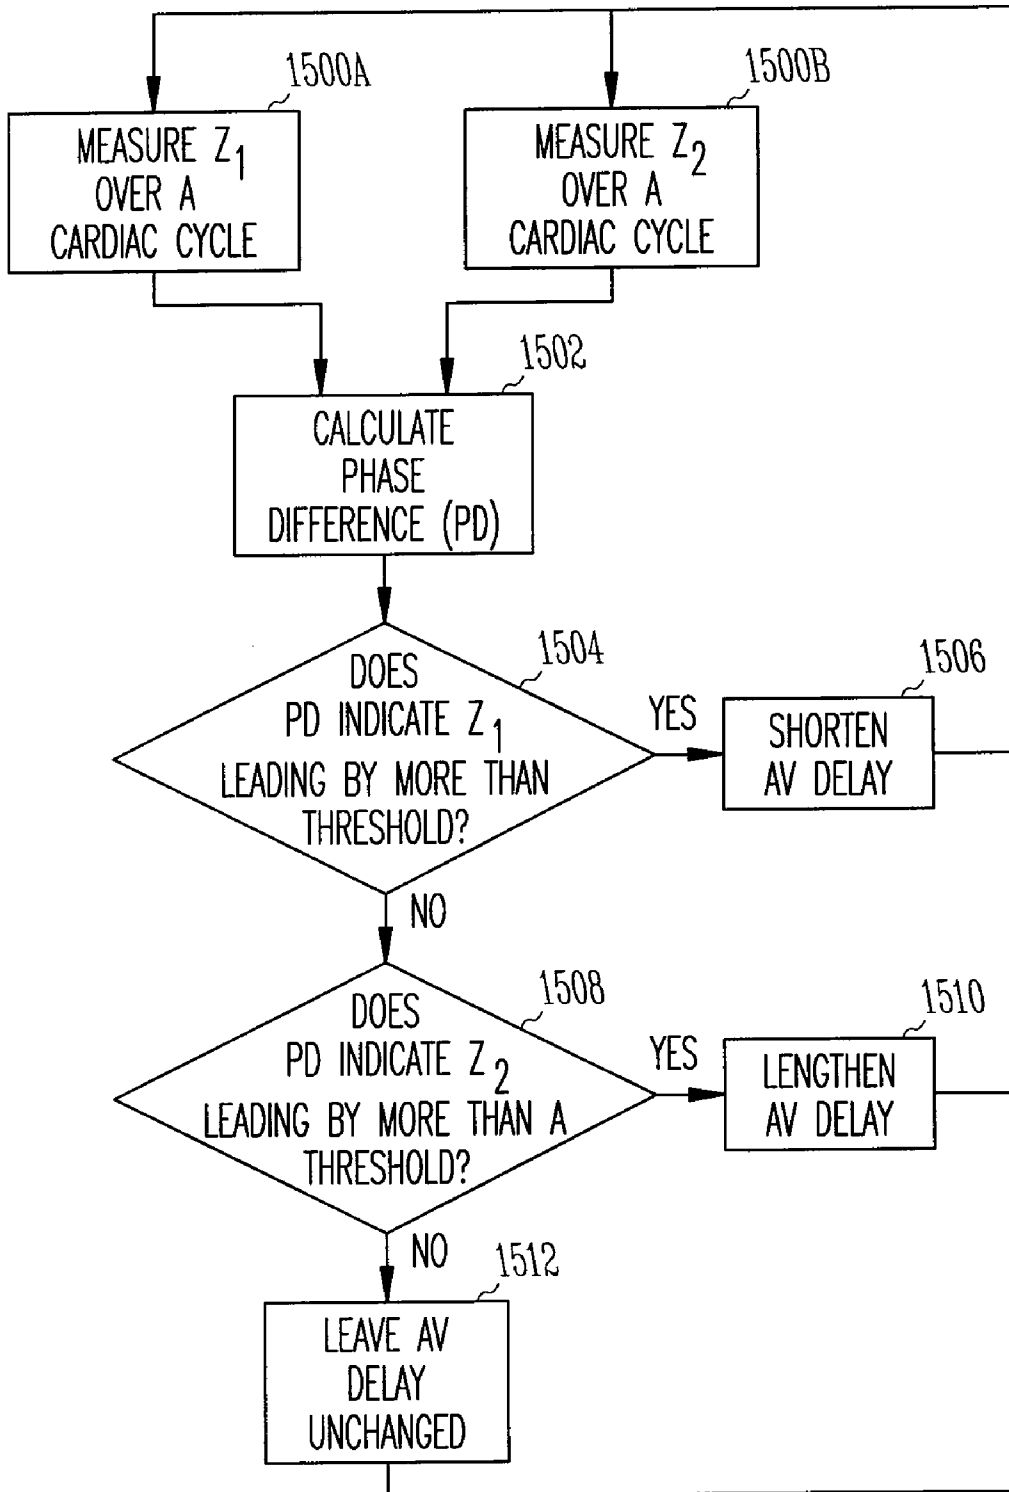 1500A
MEASURE Z1
OVER A
CARDIAC CYCLE
1500B
MEASURE Z2
OVER A
CARDIAC CYCLE
1502
CALCULATE
PHASE
DIFFERENCE (PD)
1504
DOES
PD INDICATE Z1
LEADING BY MORE THAN
THRESHOLD?
YES
1506
SHORTEN
AV DELAY
NO
1508
DOES
PD INDICATE Z2
LEADING BY MORE THAN A
THRESHOLD?
YES
1510
LENGTHEN
AV DELAY
NO
1512
LEAVE AV
DELAY
UNCHANGED